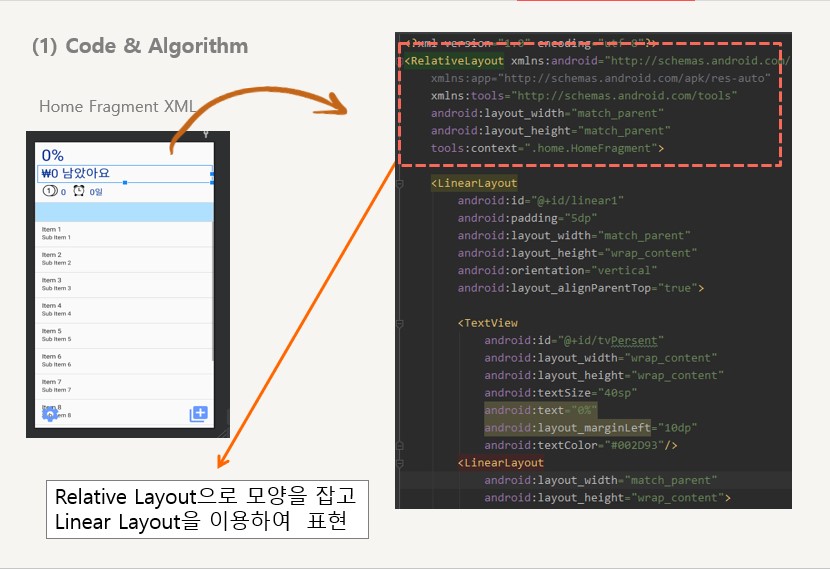 (1) Code & Algorithm
Home Fragment XML
0%
₩0 남았아요
1 0 0일
Item 1
Sub Item 1
Item 2
Sub Item 2
Item 3
Sub Item 3
Item 4
Sub Item 4
Item 5
Sub Item 5
Item 6
Sub Item 6
Item 7
Sub Item 7
8
em 8
<?xml version="1.0" encoding="utf-8"?>
<RelativeLayout xmlns:android="http://schemas.android.com/
xmlns:app="http://schemas.android.com/apk/res-auto"
xmlns:tools="http://schemas.android.com/tools"
android:layout_width="match_parent"
android:layout_height="match_parent"
tools:context=".home.HomeFragment">
<LinearLayout
android:id="@+id/linear1"
android:padding="5dp"
android:layout_width="match_parent"
android:layout_height="wrap_content"
android:orientation="vertical"
android:layout_alignParentTop="true">
<TextView
android:id="@+id/tvPersent"
android:layout_width="wrap_content"
android:layout_height="wrap_content"
android:textSize="40sp"
android:text="0%"
android:layout_marginLeft="10dp"
android:textColor="#002D93"/>
<LinearLayout
android:layout_width="match_parent"
android:layout_height="wrap_content">
Relative Layout으로 모양을 잡고
Linear Layout을 이용하여 표현